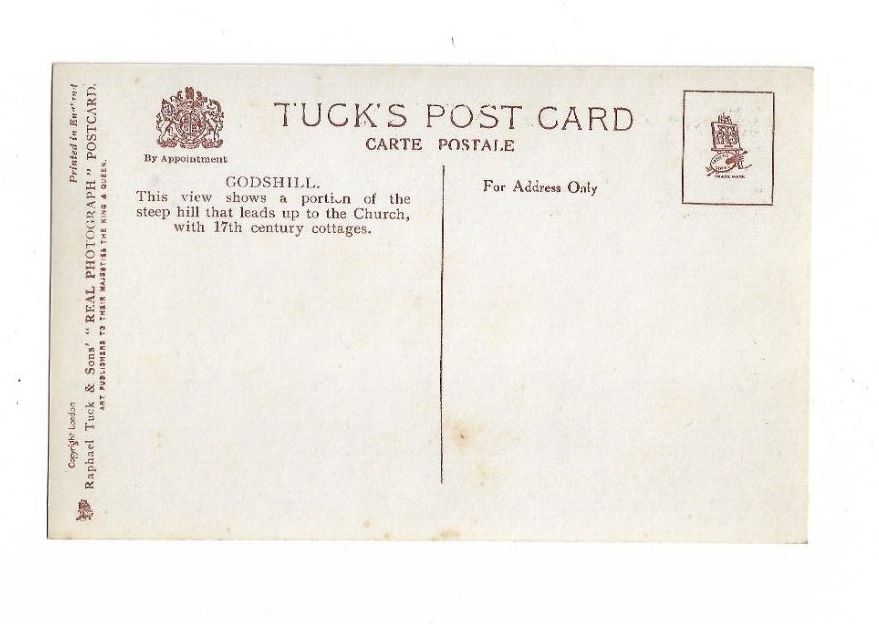 TUCK'S POST CARD
CARTE POSTALE
By Appointment
GODSHILL.
This view shows a portion of the
steep hill that leads up to the Church,
with 17th century cottages.
For Address Only
TRADE MARK
Printed in England
Copyright London
Raphael Tuck & Sons' "REAL PHOTOGRAPH" POSTCARD.
ART PUBLISHERS TO THEIR MAJESTIES THE KING & QUEEN.